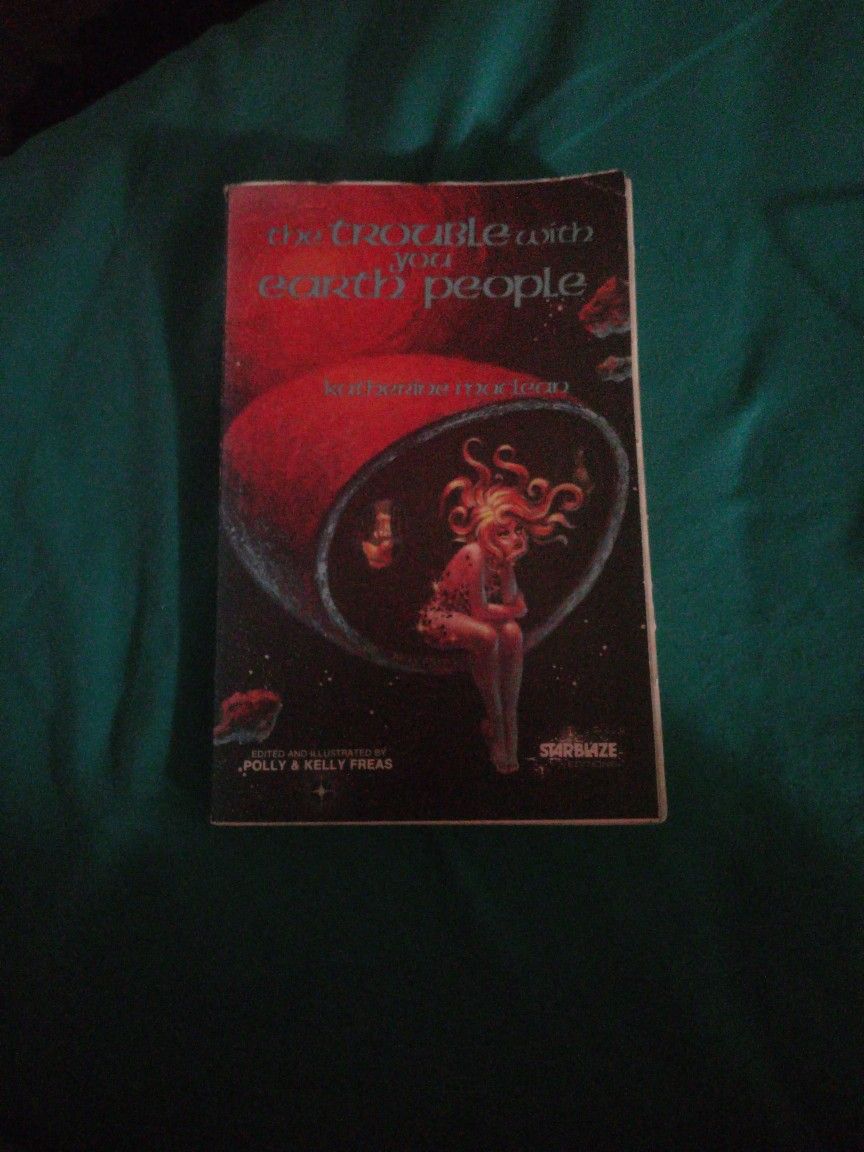 the TROUBLE with
you
earth people
katherine maclean
EDITED AND ILLUSTRATED BY
POLLY & KELLY FREAS
STARBLAZE